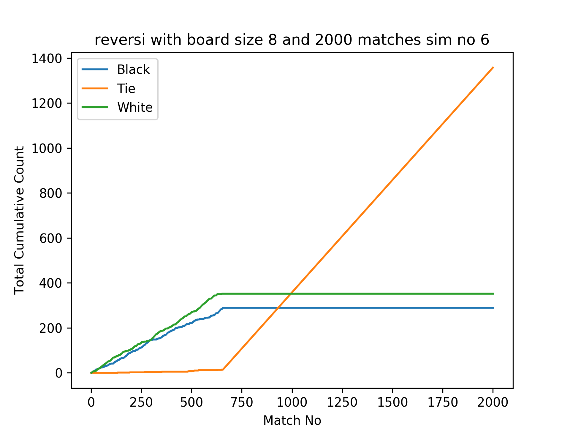 reversi with board size 8 and 2000 matches sim no 6
Black
Tie
White
Total Cumulative Count
1400
1200
1000
800
600
400
200
0
0 250 500 750 1000 1250 1500 1750 2000
Match No